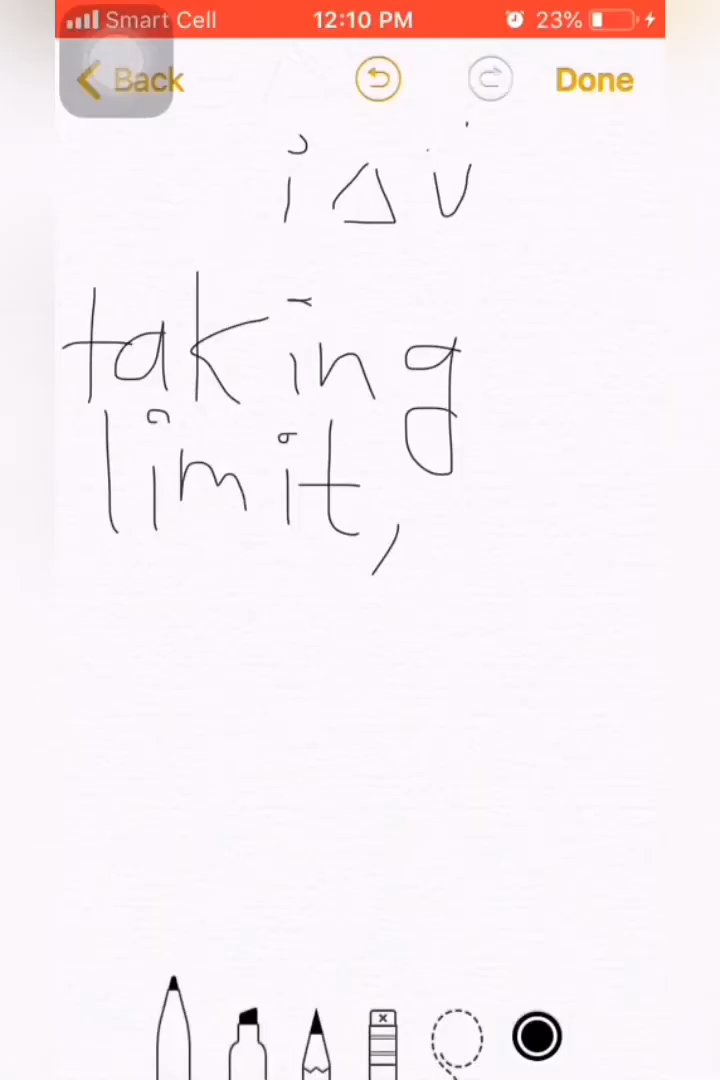 Smart Cell 12:10 PM 23%
Back Done
i Δ v
taking
limit,